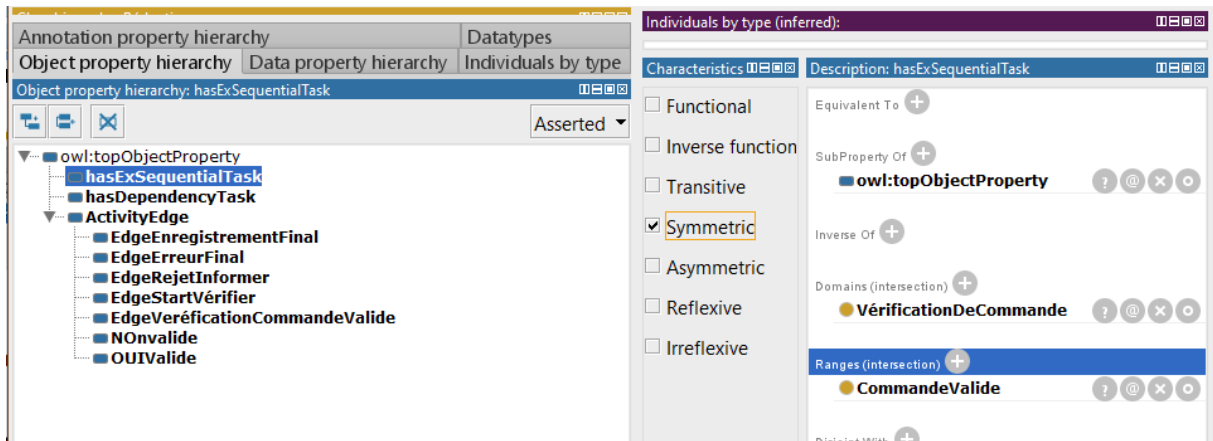 Annotation property hierarchy
Datatypes
Object property hierarchy
Data property hierarchy
Individuals by type
Object property hierarchy: hasExSequentialTask
Asserted
owl:topObjectProperty
hasExSequentialTask
hasDependencyTask
ActivityEdge
EdgeEnregistrementFinal
EdgeErreurFinal
EdgeRejetInformer
EdgeStartVérifier
EdgeVeréficationCommandeValide
NOnvalide
OUIValide
Individuals by type (inferred):
Characteristics
Functional
Inverse function
Transitive
Symmetric
Asymmetric
Reflexive
Irreflexive
Description: hasExSequentialTask
Equivalent To
SubProperty Of
owl:topObjectProperty
Inverse Of
Domains (intersection)
VérificationDeCommande
Ranges (intersection)
CommandeValide